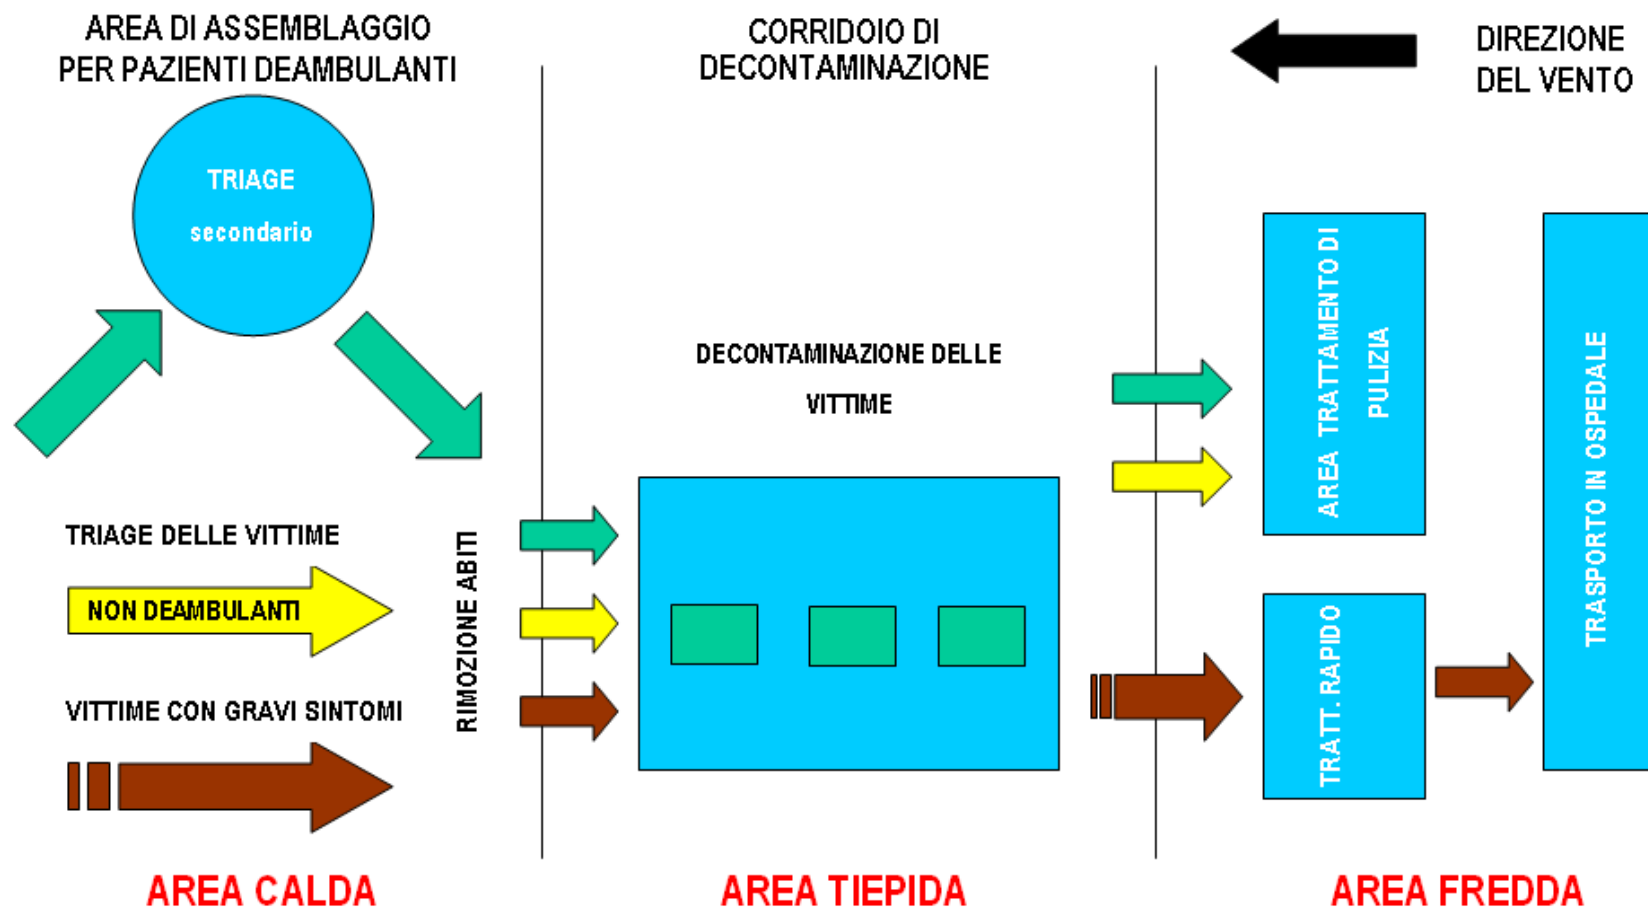 AREA DI ASSEMBLAGGIO
PER PAZIENTI DEAMBULANTI
TRIAGE
secondario
TRIAGE DELLE VITTIME
NON DEAMBULANTI
VITTIME CON GRAVI SINTOMI
RIMOZIONE ABITI
AREA CALDA
CORRIDOIO DI
DECONTAMINAZIONE
DECONTAMINAZIONE DELLE
VITTIME
AREA TIEPIDA
DIREZIONE
DEL VENTO
AREA TRATTAMENTO DI
PULIZIA
TRATT. RAPIDO
TRASPORTO IN OSPEDALE
AREA FREDDA